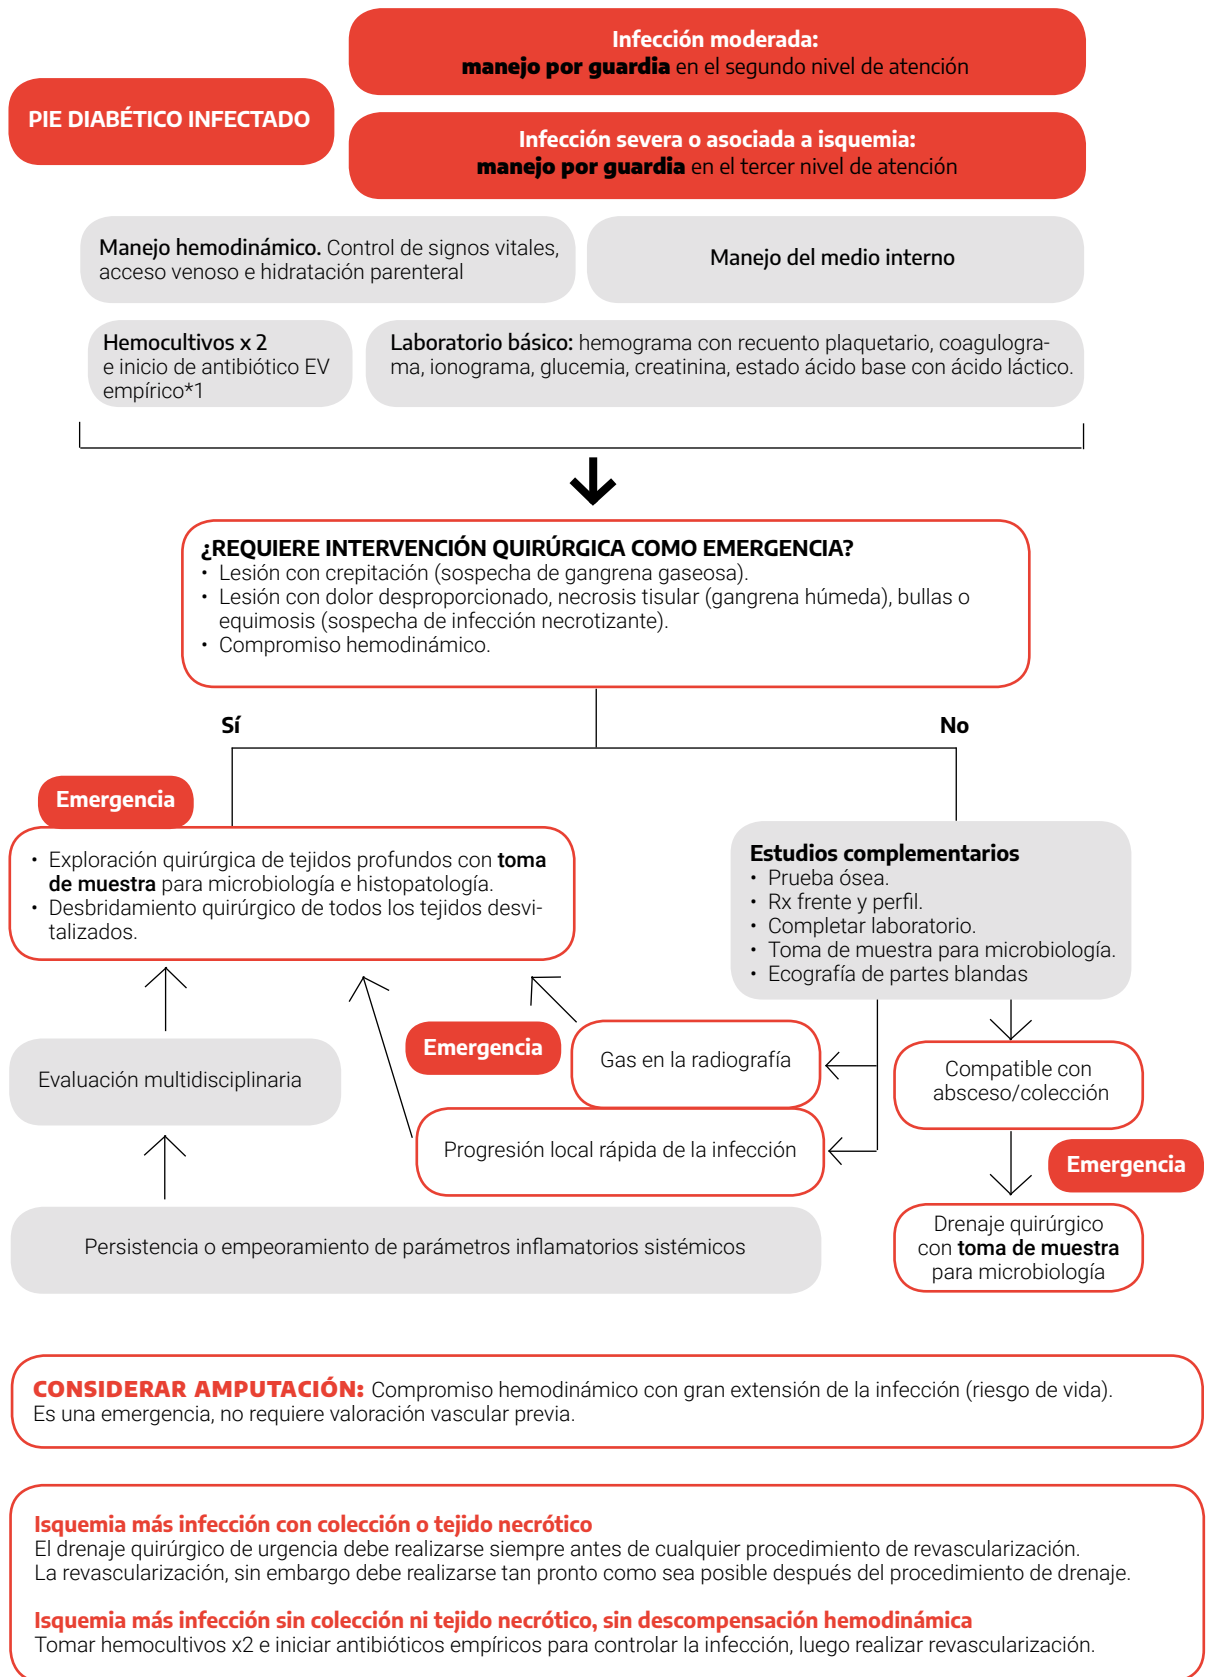 Infección moderada:
manejo por guardia en el segundo nivel de atención
PIE DIABÉTICO INFECTADO
Infección severa o asociada a isquemia:
manejo por guardia en el tercer nivel de atención
Manejo hemodinámico. Control de signos vitales,
acceso venoso e hidratación parenteral
Manejo del medio interno
Hemocultivos x 2
e inicio de antibiótico EV
empírico*1
Laboratorio básico: hemograma con recuento plaquetario, coagulogra-
ma, ionograma, glucemia, creatinina, estado ácido base con ácido láctico.
¿REQUIERE INTERVENCIÓN QUIRÚRGICA COMO EMERGENCIA?
• Lesión con crepitación (sospecha de gangrena gaseosa).
• Lesión con dolor desproporcionado, necrosis tisular (gangrena húmeda), bullas o
equimosis (sospecha de infección necrotizante).
• Compromiso hemodinámico.
Sí
No
Emergencia
• Exploración quirúrgica de tejidos profundos con toma
de muestra para microbiología e histopatología.
• Desbridamiento quirúrgico de todos los tejidos desvi-
talizados.
Estudios complementarios
• Prueba ósea.
• Rx frente y perfil.
• Completar laboratorio.
• Toma de muestra para microbiología.
• Ecografía de partes blandas
Emergencia
Gas en la radiografía
Evaluación multidisciplinaria
Compatible con
absceso/colección
Progresión local rápida de la infección
Emergencia
Persistencia o empeoramiento de parámetros inflamatorios sistémicos
Drenaje quirúrgico
con toma de muestra
para microbiología
CONSIDERAR AMPUTACIÓN: Compromiso hemodinámico con gran extensión de la infección (riesgo de vida).
Es una emergencia, no requiere valoración vascular previa.
Isquemia más infección con colección o tejido necrótico
El drenaje quirúrgico de urgencia debe realizarse siempre antes de cualquier procedimiento de revascularización.
La revascularización, sin embargo debe realizarse tan pronto como sea posible después del procedimiento de drenaje.
Isquemia más infección sin colección ni tejido necrótico, sin descompensación hemodinámica
Tomar hemocultivos x2 e iniciar antibióticos empíricos para controlar la infección, luego realizar revascularización.